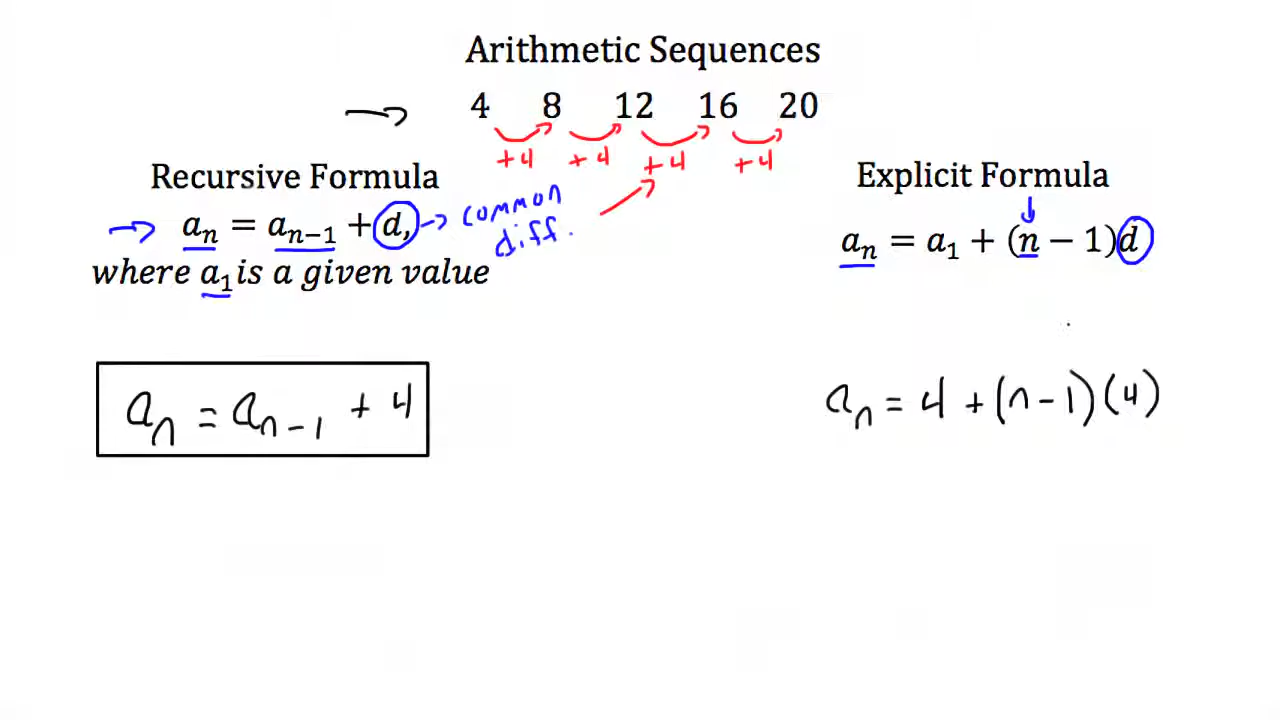 Arithmetic Sequences
4 8 12 16 20
+4 +4 +4 +4
Recursive Formula
aₙ = aₙ₋₁ + d, → common diff.
where a₁ is a given value
Explicit Formula
aₙ = a₁ + (n − 1)d
aₙ = aₙ₋₁ + 4
aₙ = 4 + (n − 1)(4)